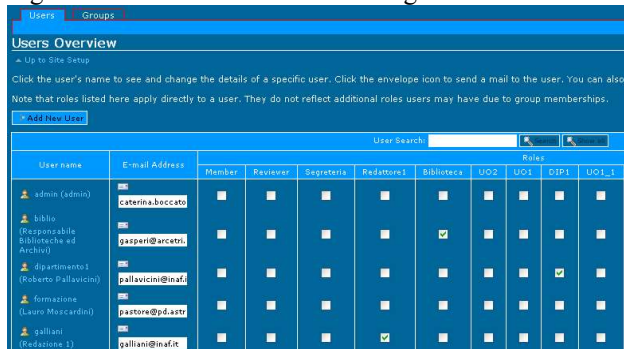 Users Groups
Users Overview
Up to Site Setup
Click the user's name to see and change the details of a specific user. Click the envelope icon to send a mail to the user. You can also
Note that roles listed here apply directly to a user. They do not reflect additional roles users may have due to group memberships.
Add New User
User Search:
User name E-mail Address Roles
Member Reviewer Segreteria Redattore1 Biblioteca UO2 UO1 DIP1 UO1_1
admin (admin) caterina.boccato
biblio
(Responsabile
Biblioteche ed
Archivi)
gasperi@arcetri.
dipartimento1
(Roberto Pallavicini)
pallavicini@inaf.i
formazione
(Lauro Moscardini)
pastore@pd.astr
galliani
(Redazione 1)
galliani@inaf.it